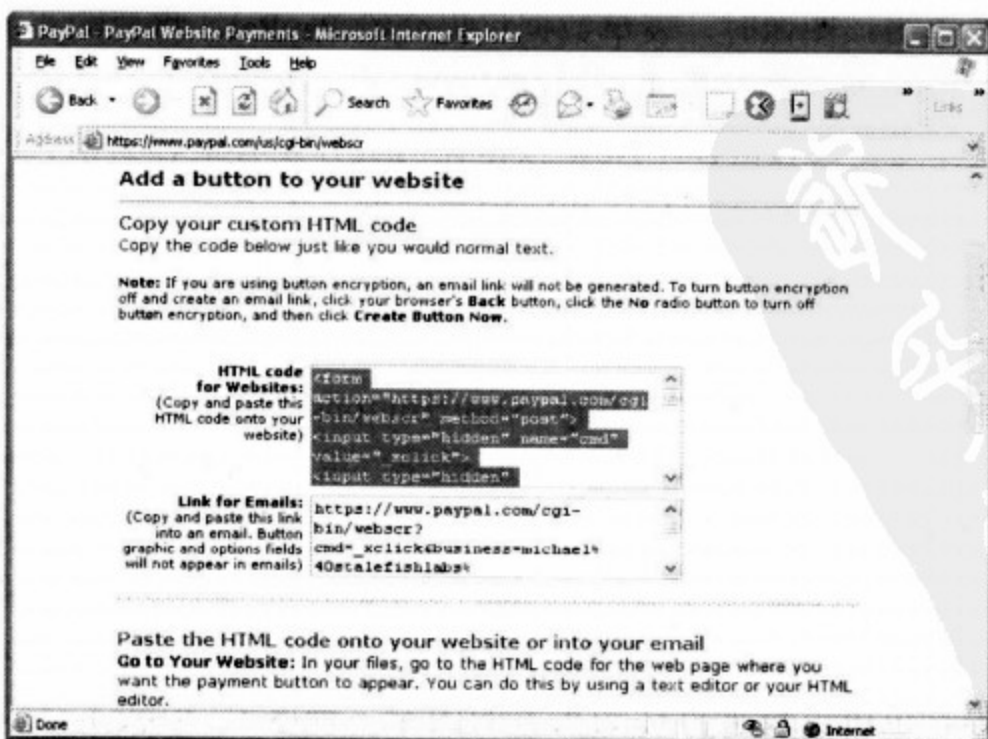 PayPal - PayPal Website Payments - Microsoft Internet Explorer
File Edit View Favorites Tools Help
Back Search Favorites Links
Address https://www.paypal.com/us/cgi-bin/webscr
Add a button to your website
Copy your custom HTML code
Copy the code below just like you would normal text.
Note: If you are using button encryption, an email link will not be generated. To turn button encryption
off and create an email link, click your browser's Back button, click the No radio button to turn off
button encryption, and then click Create Button Now.
HTML code
for Websites:
(Copy and paste this
HTML code onto your
website)
<form
action="https://www.paypal.com/cgi
-bin/webscr" method="post">
<input type="hidden" name="cmd"
value="_xclick">
<input type="hidden"
Link for Emails:
(Copy and paste this link
into an email. Button
graphic and options fields
will not appear in emails)
https://www.paypal.com/cgi-
bin/webscr?
cmd=_xclick&business=michael%
40stalefishlabs%
Paste the HTML code onto your website or into your email
Go to Your Website: In your files, go to the HTML code for the web page where you
want the payment button to appear. You can do this by using a text editor or your HTML
editor.
Done Internet